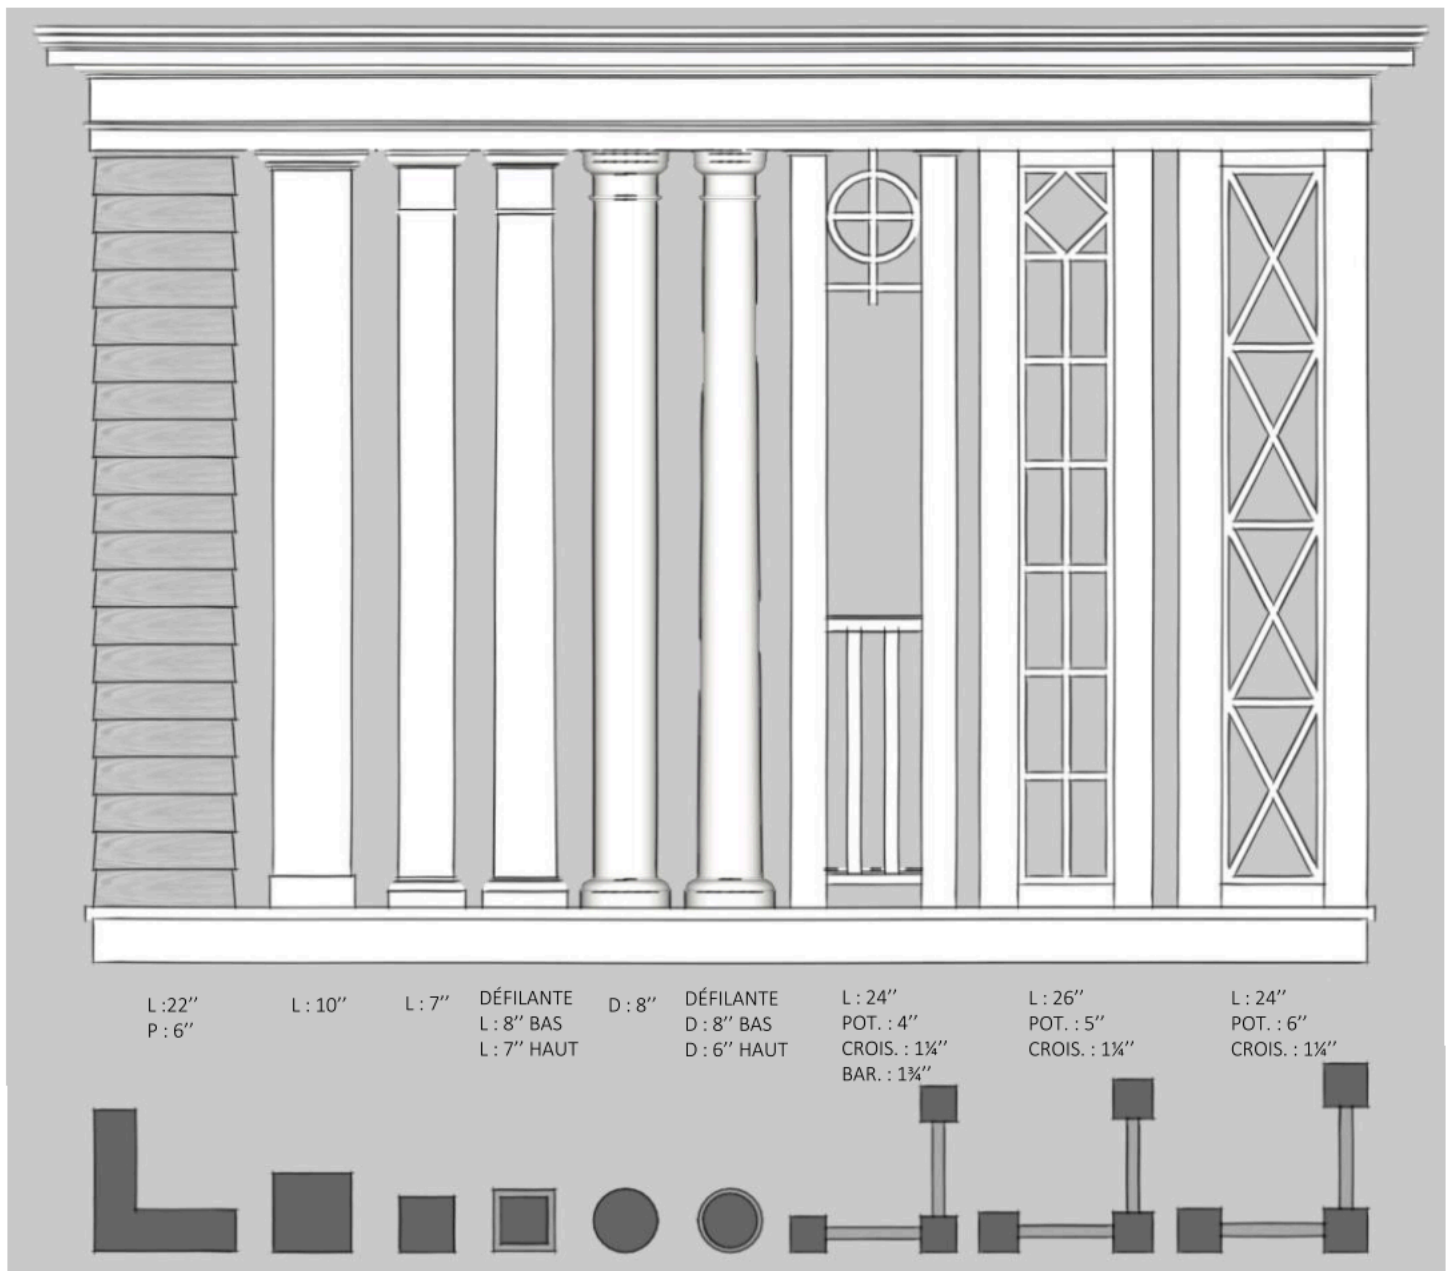 L :22’’
P : 6’’
L : 10’’
L : 7’’
DÉFILANTE
L : 8’’ BAS
L : 7’’ HAUT
D : 8’’
DÉFILANTE
D : 8’’ BAS
D : 6’’ HAUT
L : 24’’
POT. : 4’’
CROIS. : 1¼’’
BAR. : 1¾’’
L : 26’’
POT. : 5’’
CROIS. : 1¼’’
L : 24’’
POT. : 6’’
CROIS. : 1¼’’